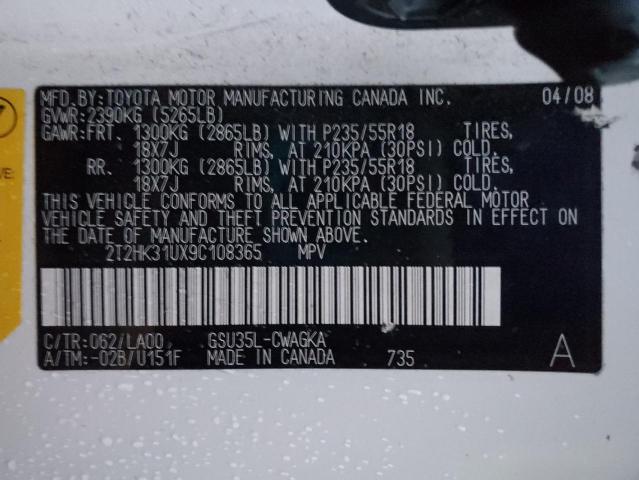 MFD.BY:TOYOTA MOTOR MANUFACTURING CANADA INC. 04/08
GVWR:2390KG (5265LB)
GAWR:FRT. 1300KG (2865LB) WITH P235/55R18 TIRES,
18X7J RIMS, AT 210KPA (30PSI) COLD.
RR. 1300KG (2865LB) WITH P235/55R18 TIRES,
18X7J RIMS, AT 210KPA (30PSI) COLD.
THIS VEHICLE CONFORMS TO ALL APPLICABLE FEDERAL MOTOR
VEHICLE SAFETY AND THEFT PREVENTION STANDARDS IN EFFECT ON
THE DATE OF MANUFACTURE SHOWN ABOVE.
2T2HK31UX9C108365 MPV
C/TR:062/LA00 GSU35L-CWAGKA
A/TM:-02B/U151F MADE IN CANADA 735 A